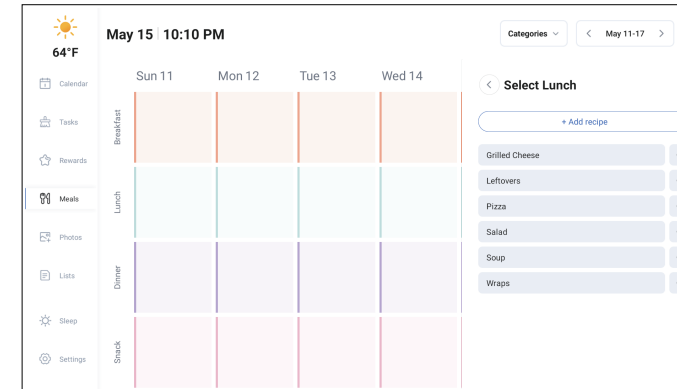 64°F
May 15 10:10 PM
Categories
May 11-17
Calendar
Tasks
Rewards
Meals
Photos
Lists
Sleep
Settings
Sun 11 Mon 12 Tue 13 Wed 14
Breakfast
Lunch
Dinner
Snack
Select Lunch
+ Add recipe
Grilled Cheese
Leftovers
Pizza
Salad
Soup
Wraps